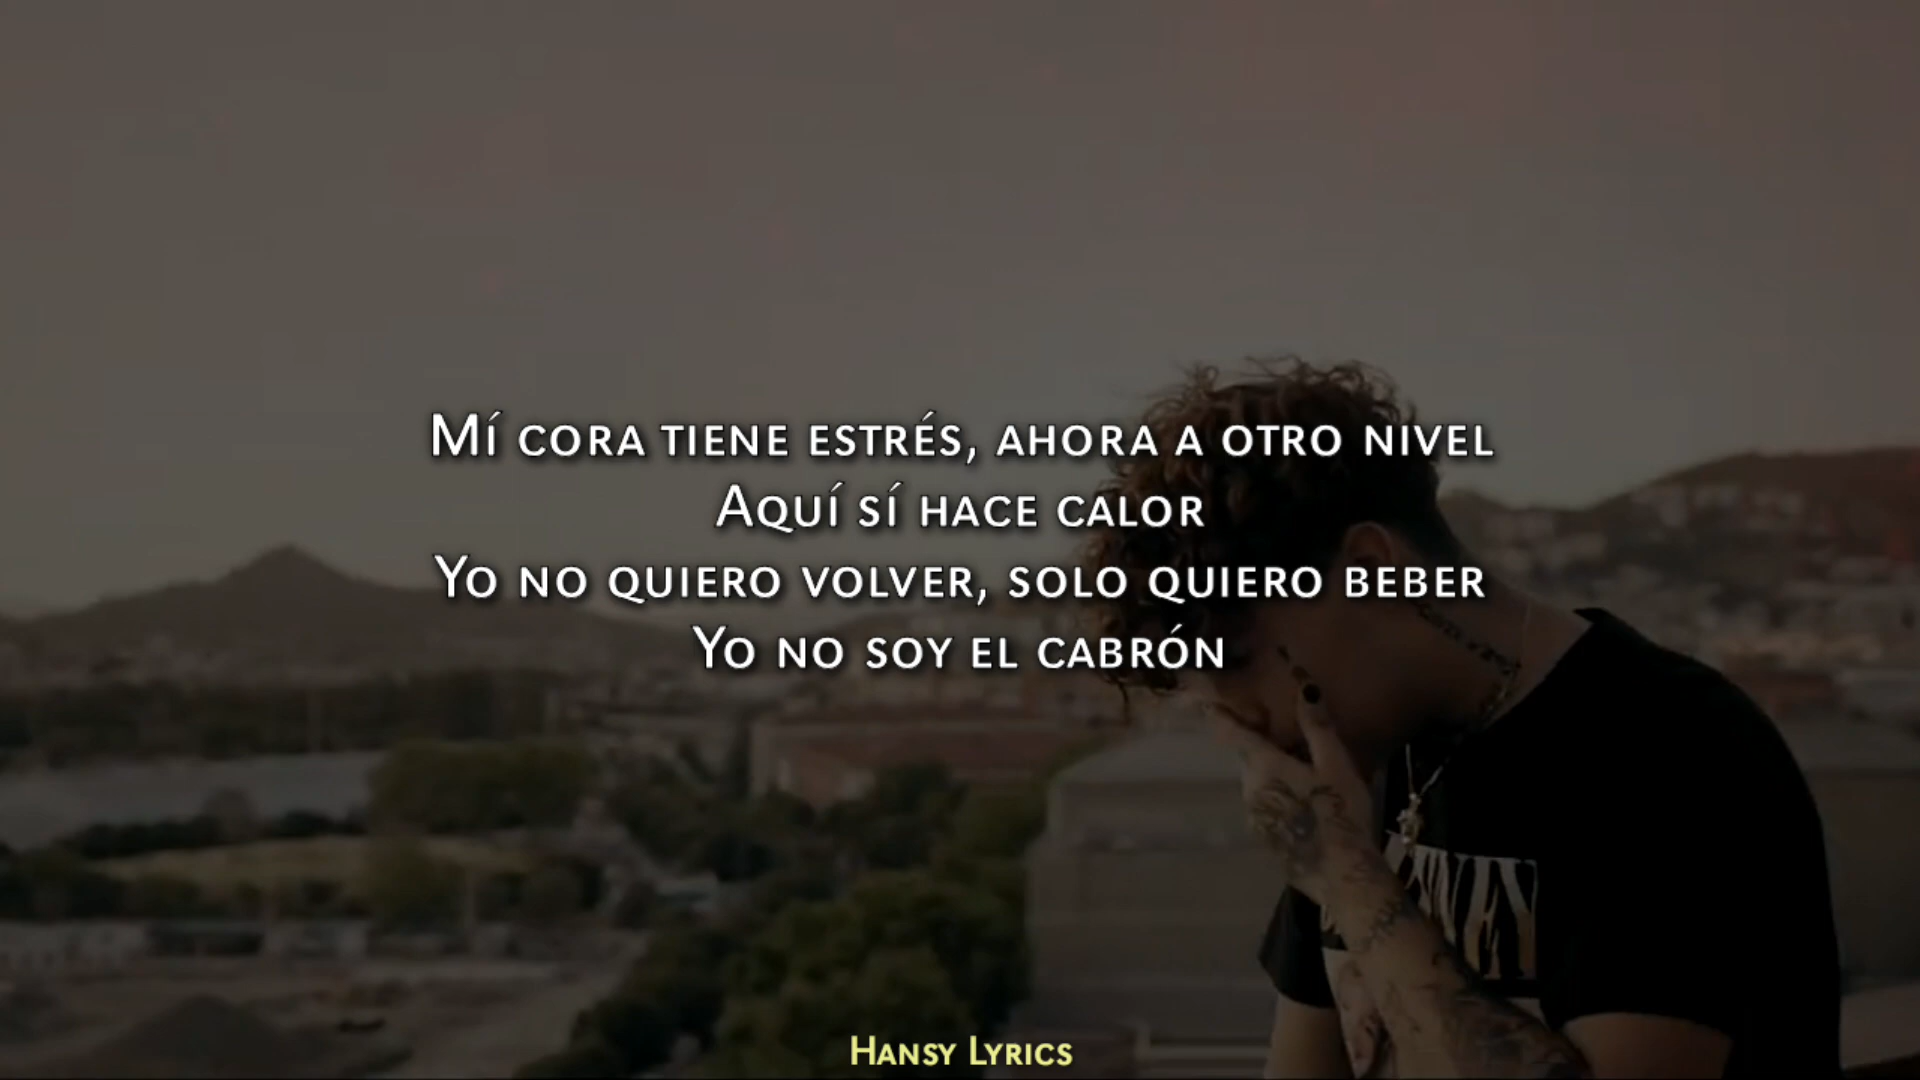 Mí cora tiene estrés, ahora a otro nivel
Aquí sí hace calor
Yo no quiero volver, solo quiero beber
Yo no soy el cabrón
Hansy Lyrics